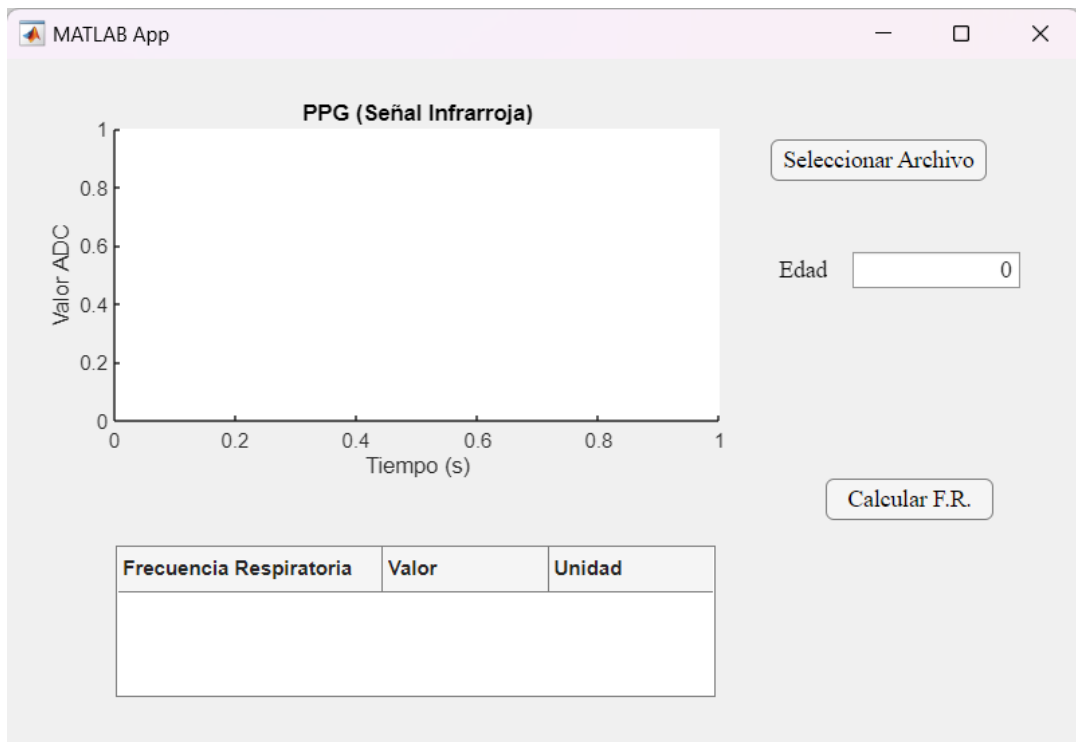 MATLAB App
PPG (Señal Infrarroja)
1
0.8
0.6
0.4
0.2
0
Valor ADC
0 0.2 0.4 0.6 0.8 1
Tiempo (s)
Seleccionar Archivo
Edad 0
Calcular F.R.
Frecuencia Respiratoria Valor Unidad